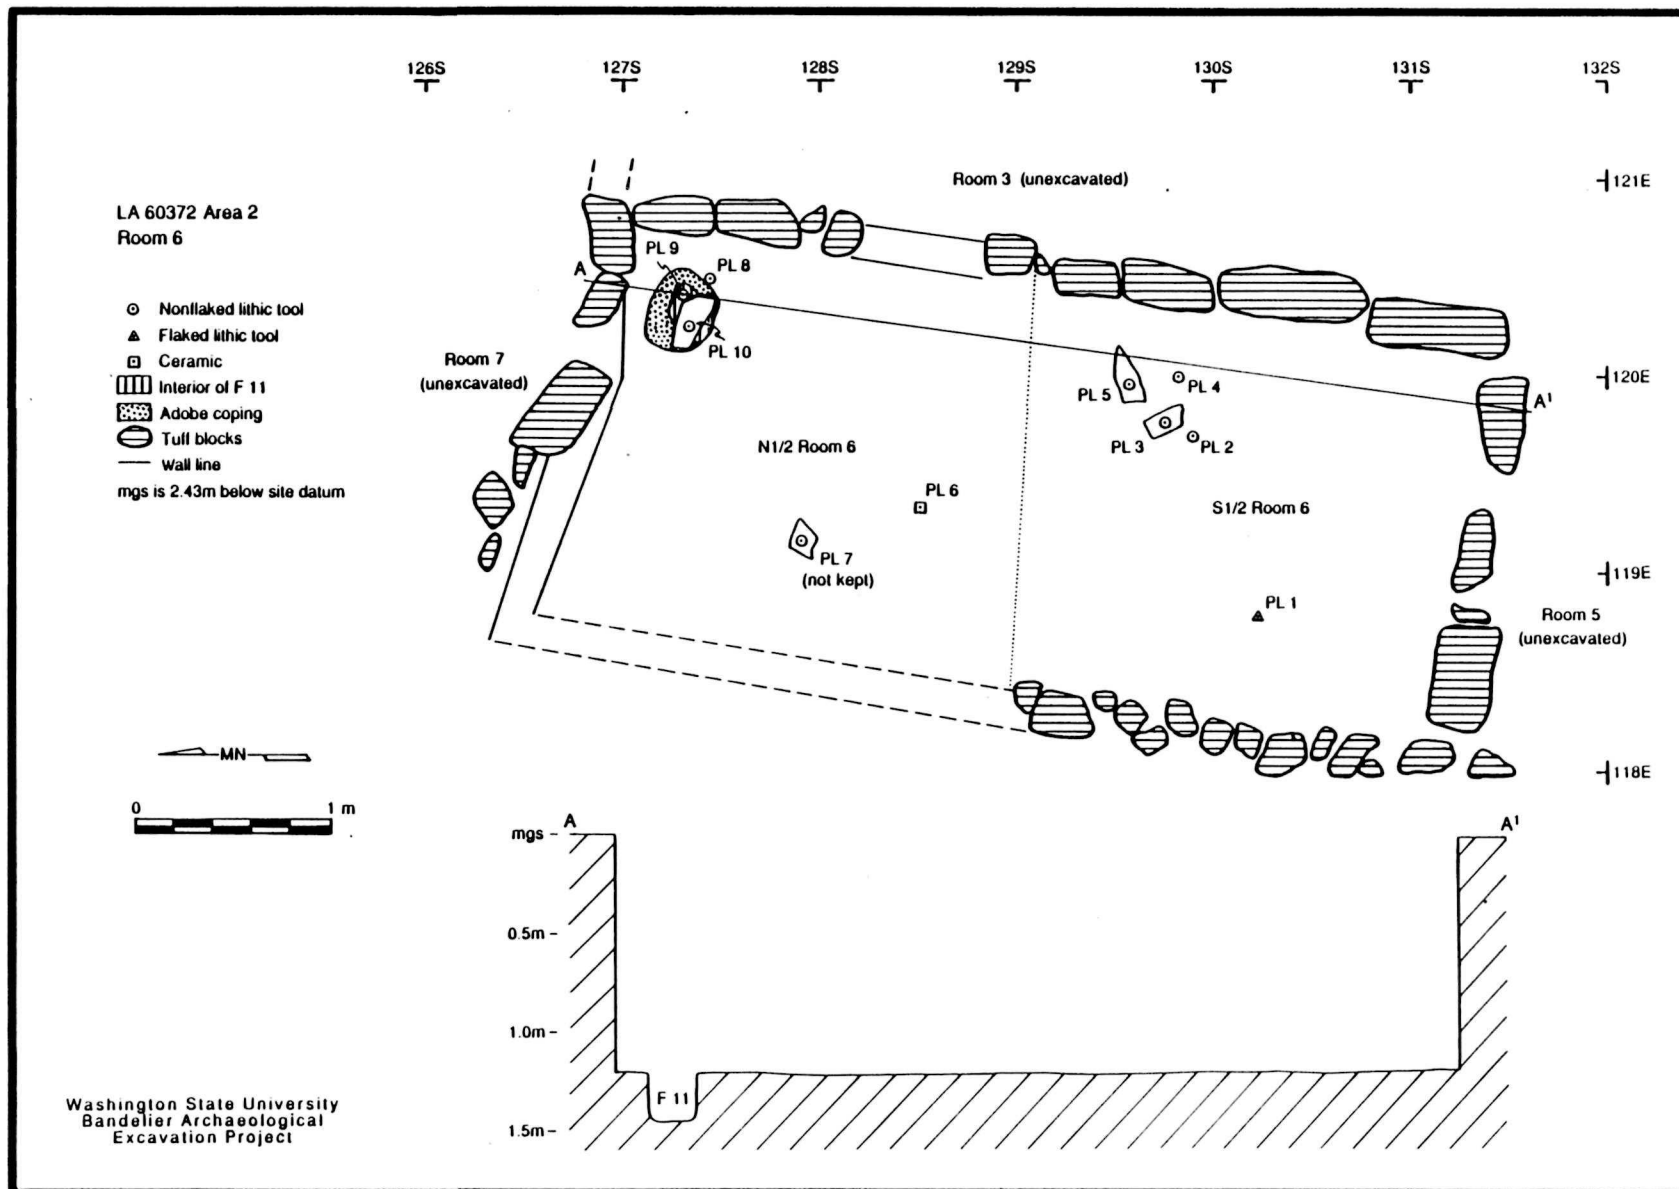 126S 127S 128S 129S 130S 131S 132S
Room 3 (unexcavated)
121E
LA 60372 Area 2
Room 6
PL 9
PL 8
A
Nonflaked lithic tool
Flaked lithic tool
Ceramic
Interior of F 11
Adobe coping
Tuff blocks
Wall line
mgs is 2.43m below site datum
PL 10
Room 7
(unexcavated)
120E
PL 5
PL 4
A¹
PL 3
PL 2
N1/2 Room 6
PL 6
S1/2 Room 6
PL 7
(not kept)
119E
PL 1
Room 5
(unexcavated)
MN
118E
0 1 m
mgs
A
A¹
0.5m
1.0m
F 11
1.5m
Washington State University
Bandelier Archaeological
Excavation Project